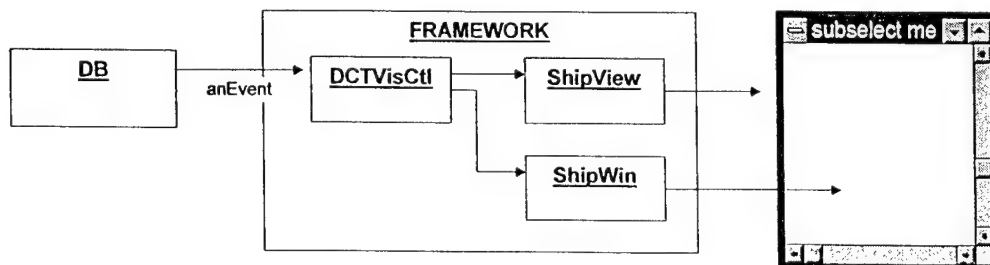 FRAMEWORK
subselect me
DB
anEvent
DCTVisCtl
ShipView
ShipWin